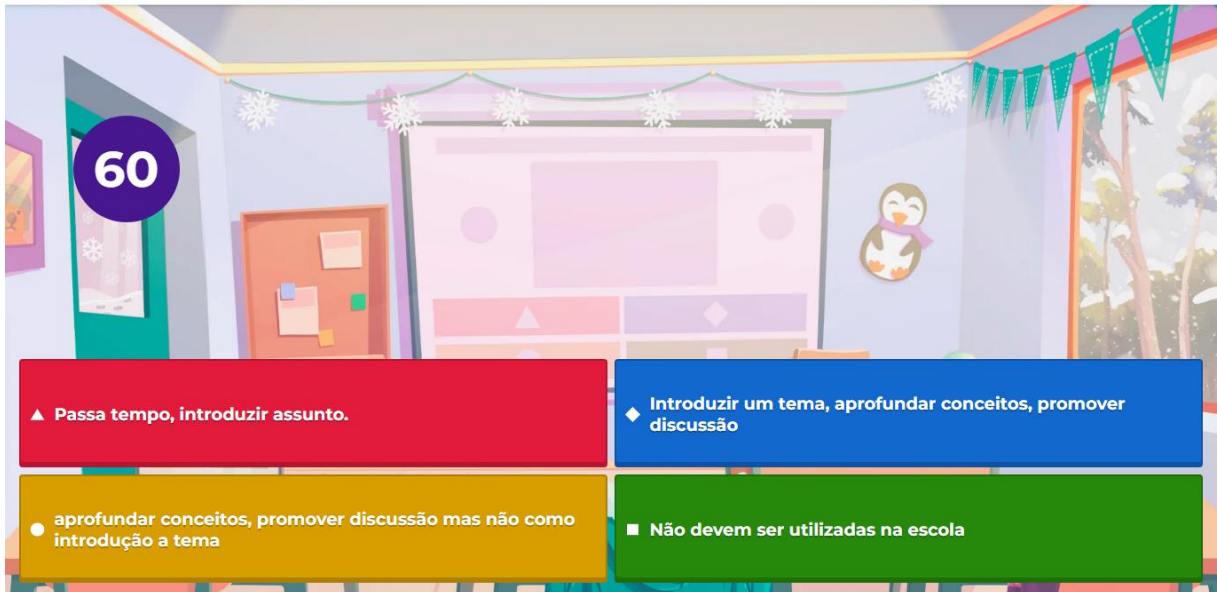 60
Passa tempo, introduzir assunto.
Introduzir um tema, aprofundar conceitos, promover
discussão
aprofundar conceitos, promover discussão mas não como
introdução a tema
Não devem ser utilizadas na escola